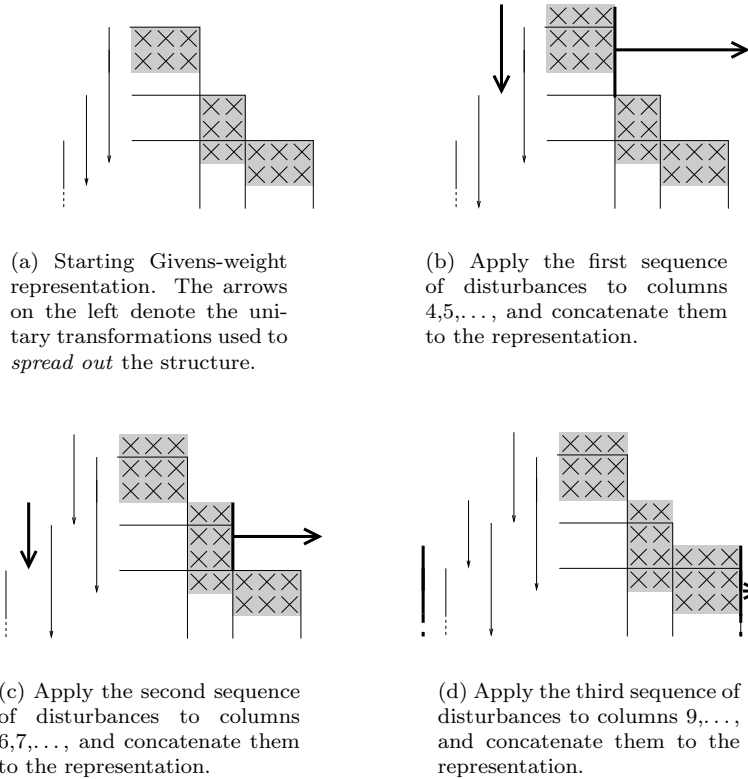 (a) Starting Givens-weight
representation. The arrows
on the left denote the uni-
tary transformations used to
spread out the structure.
(b) Apply the first sequence
of disturbances to columns
4,5,..., and concatenate them
to the representation.
(c) Apply the second sequence
of disturbances to columns
6,7,..., and concatenate them
to the representation.
(d) Apply the third sequence of
disturbances to columns 9,...,
and concatenate them to the
representation.